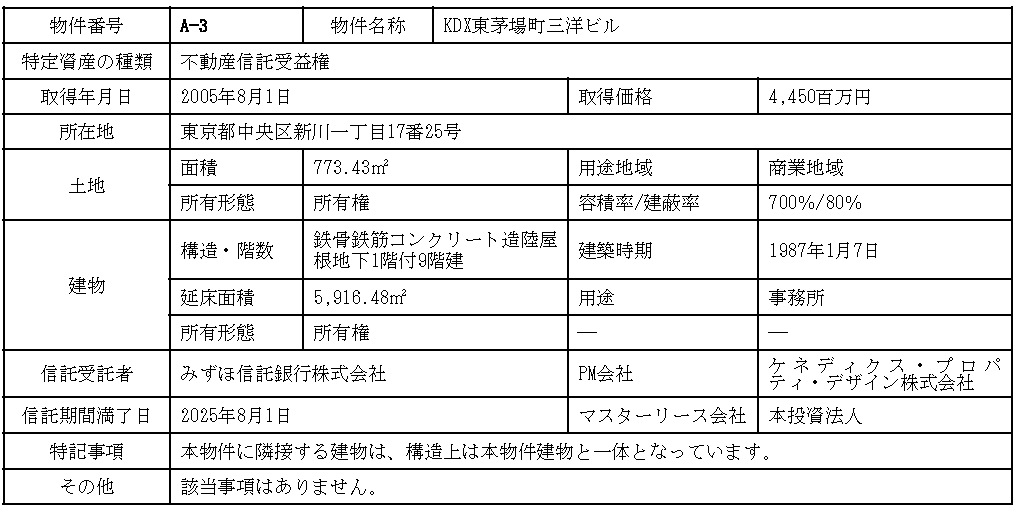 物件番号 A-3 物件名称 KDX東茅場町三洋ビル
特定資産の種類 不動産信託受益権
取得年月日 2005年8月1日 取得価格 4,450百万円
所在地 東京都中央区新川一丁目17番25号
土地 面積 773.43㎡ 用途地域 商業地域
所有形態 所有権 容積率/建蔽率 700%/80%
建物 構造・階数 鉄骨鉄筋コンクリート造陸屋
根地下1階付9階建 建築時期 1987年1月7日
延床面積 5,916.48㎡ 用途 事務所
所有形態 所有権 ― ―
信託受託者 みずほ信託銀行株式会社 PM会社 ケネディクス・プロパ
ティ・デザイン株式会社
信託期間満了日 2025年8月1日 マスターリース会社 本投資法人
特記事項 本物件に隣接する建物は、構造上は本物件建物と一体となっています。
その他 該当事項はありません。